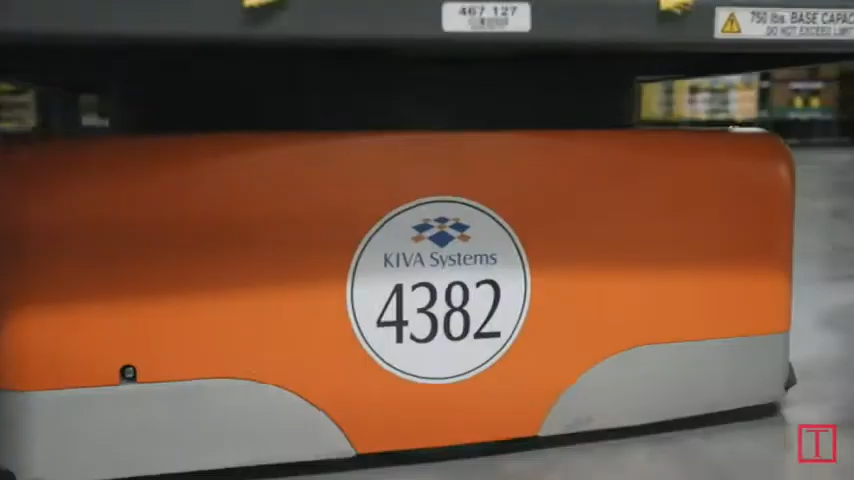 467 127
750 lbs. BASE CAPAC
DO NOT EXCEED LIMIT
KIVA Systems
4382
T